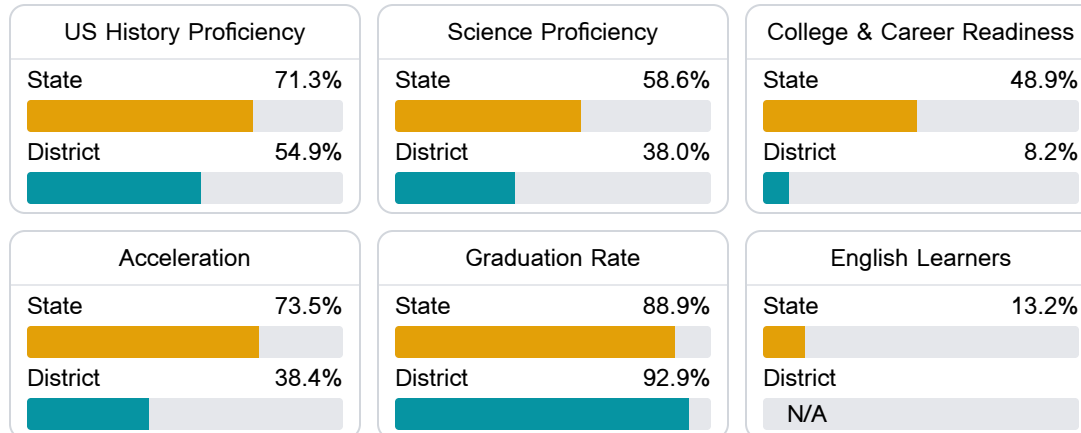 US History Proficiency
State 71.3%
District 54.9%
Science Proficiency
State 58.6%
District 38.0%
College & Career Readiness
State 48.9%
District 8.2%
Acceleration
State 73.5%
District 38.4%
Graduation Rate
State 88.9%
District 92.9%
English Learners
State 13.2%
District
N/A